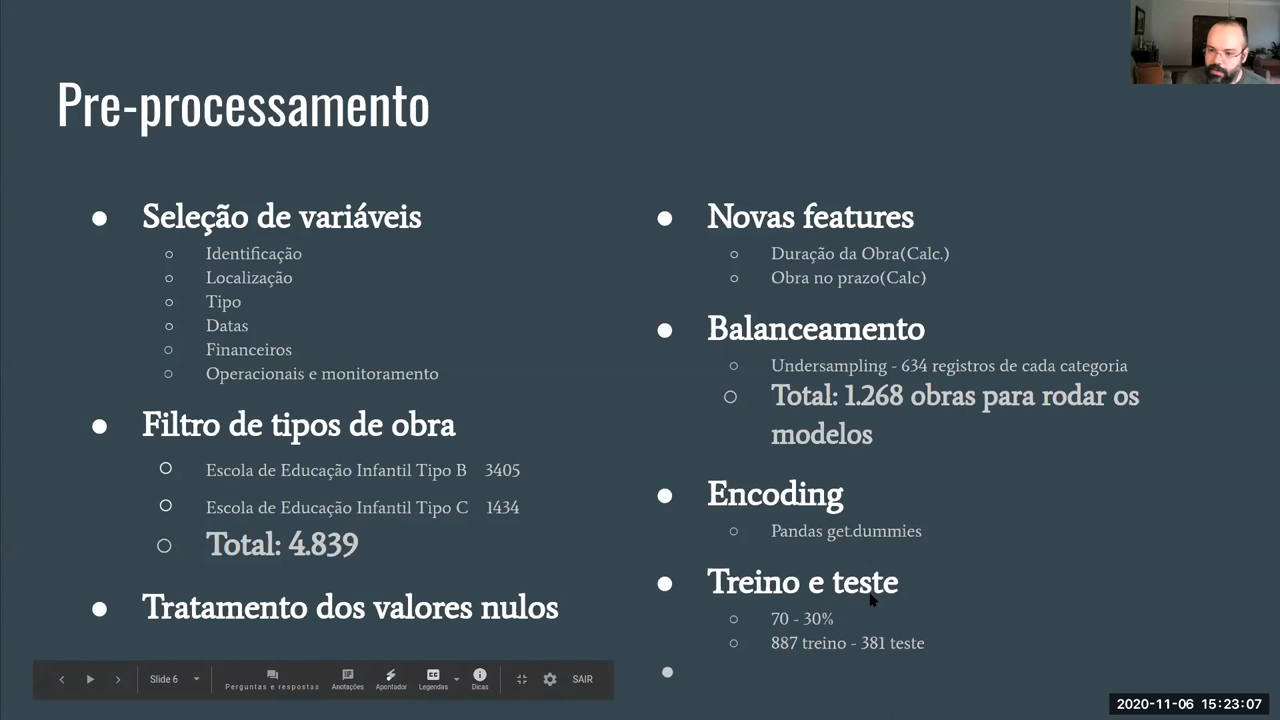 Pre-processamento
Seleção de variáveis
Identificação
Localização
Tipo
Datas
Financeiros
Operacionais e monitoramento
Filtro de tipos de obra
Escola de Educação Infantil Tipo B 3405
Escola de Educação Infantil Tipo C 1434
Total: 4.839
Tratamento dos valores nulos
Novas features
Duração da Obra(Calc.)
Obra no prazo(Calc)
Balanceamento
Undersampling - 634 registros de cada categoria
Total: 1.268 obras para rodar os
modelos
Encoding
Pandas get.dummies
Treino e teste
70 - 30%
887 treino - 381 teste
Slide 6
Perguntas e respostas
Anotações
Apontador
Legendas
Dicas
SAIR
2020-11-06 15:23:07